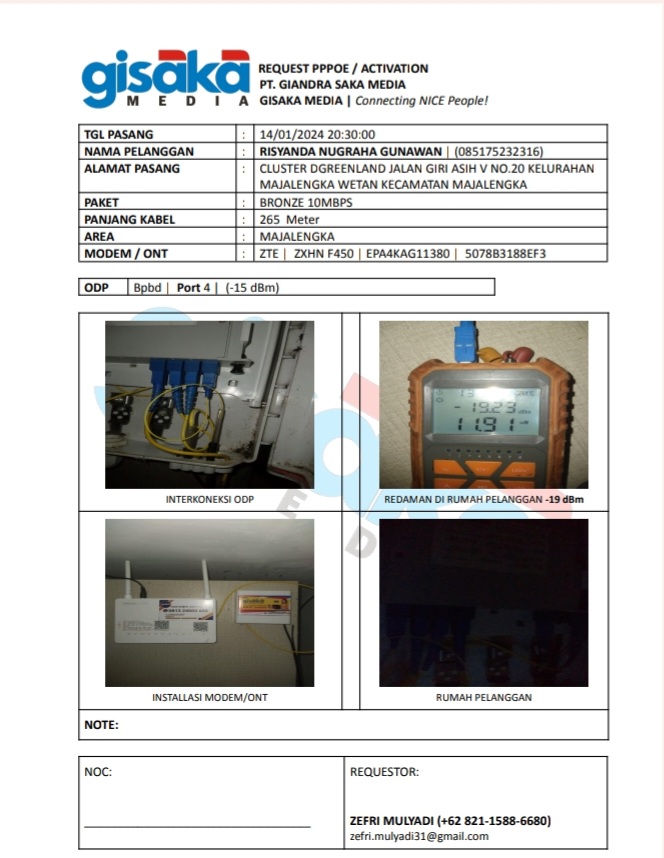 gisaka
MEDIA
REQUEST PPPOE / ACTIVATION
PT. GIANDRA SAKA MEDIA
GISAKA MEDIA | Connecting NICE People!
TGL PASANG : 14/01/2024 20:30:00
NAMA PELANGGAN : RISYANDA NUGRAHA GUNAWAN | (085175232316)
ALAMAT PASANG : CLUSTER DGREENLAND JALAN GIRI ASIH V NO.20 KELURAHAN
MAJALENGKA WETAN KECAMATAN MAJALENGKA
PAKET : BRONZE 10MBPS
PANJANG KABEL : 265 Meter
AREA : MAJALENGKA
MODEM / ONT : ZTE | ZXHN F450 | EPA4KAG11380 | 5078B3188EF3
ODP Bpbd | Port 4 | (-15 dBm)
-19.23
11.91
INTERKONEKSI ODP
REDAMAN DI RUMAH PELANGGAN -19 dBm
gisaka
INSTALLASI MODEM/ONT
RUMAH PELANGGAN
NOTE:
NOC:
REQUESTOR:
ZEFRI MULYADI (+62 821-1588-6680)
zefri.mulyadi31@gmail.com